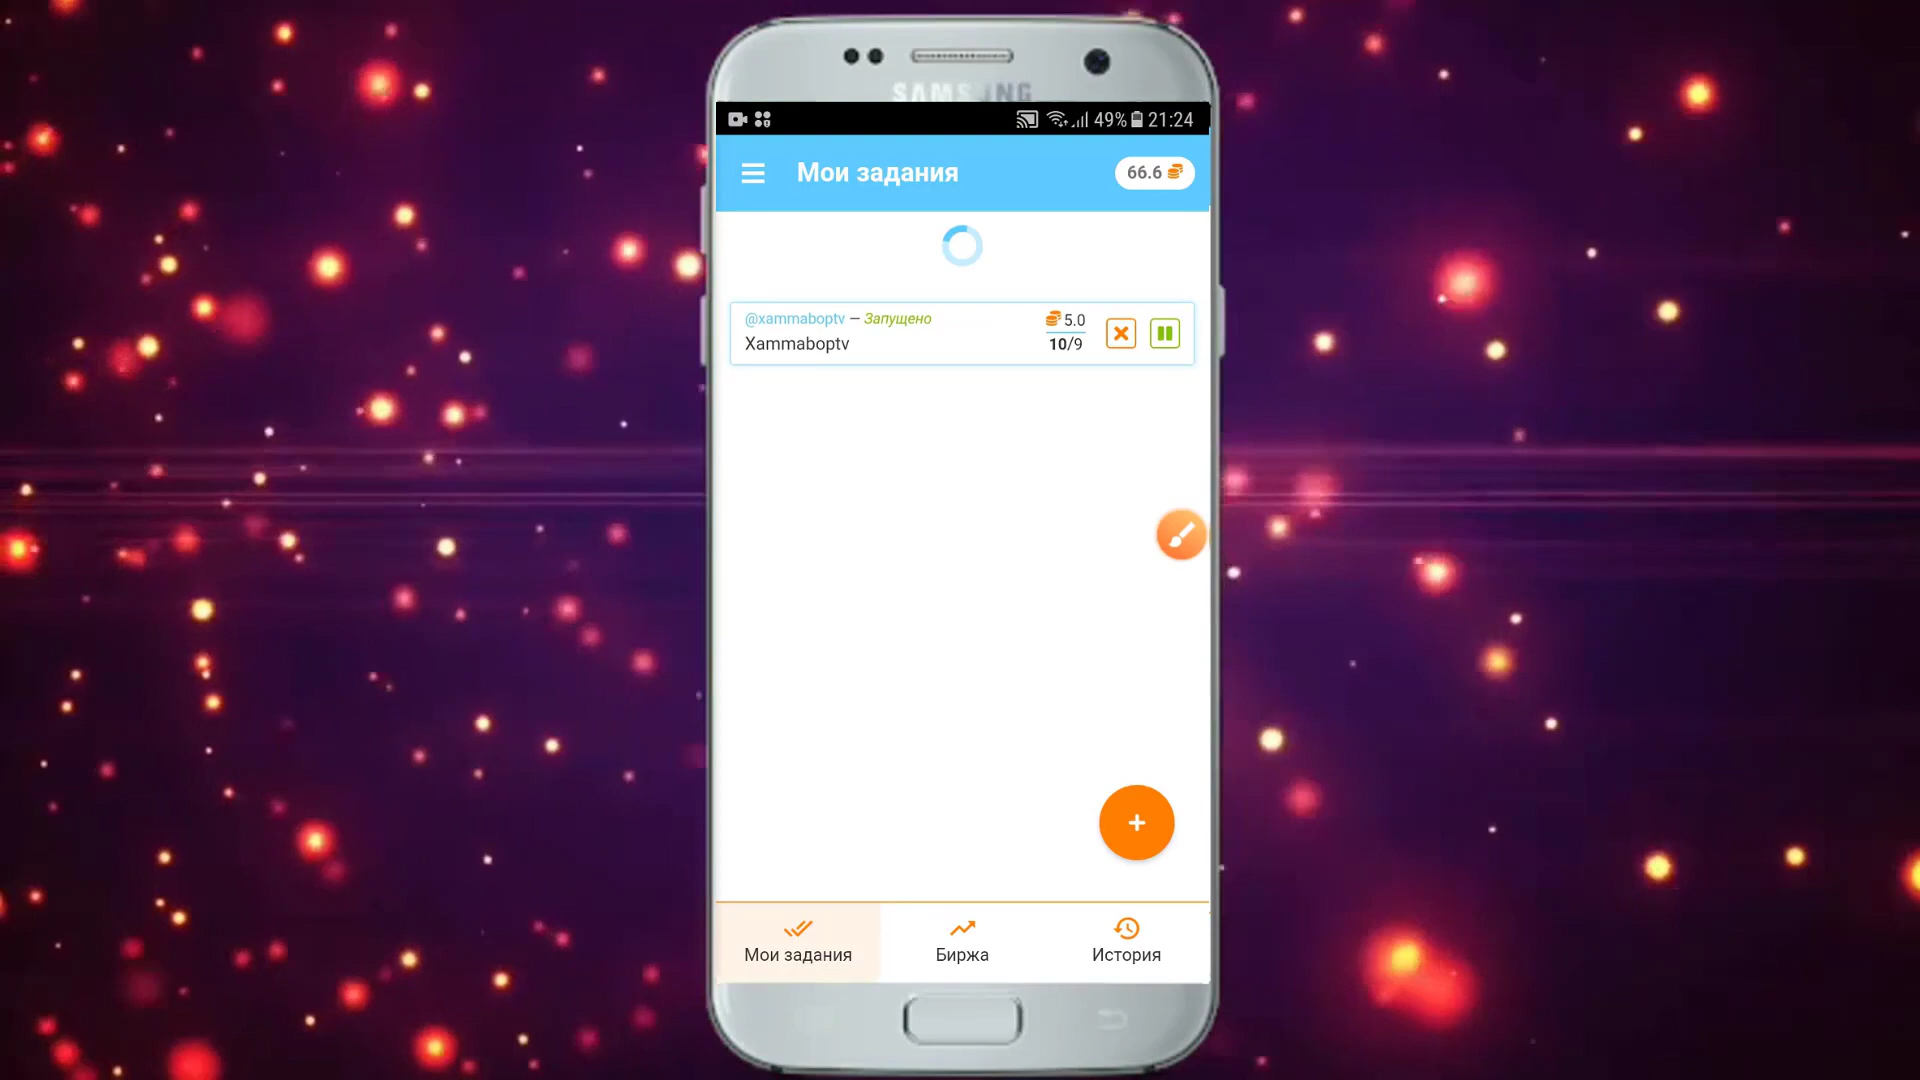 SAMSUNG
49% 21:24
Мои задания
66.6
@xammaboptv — Запущено
5.0
Xammaboptv
10/9
Мои задания
Биржа
История